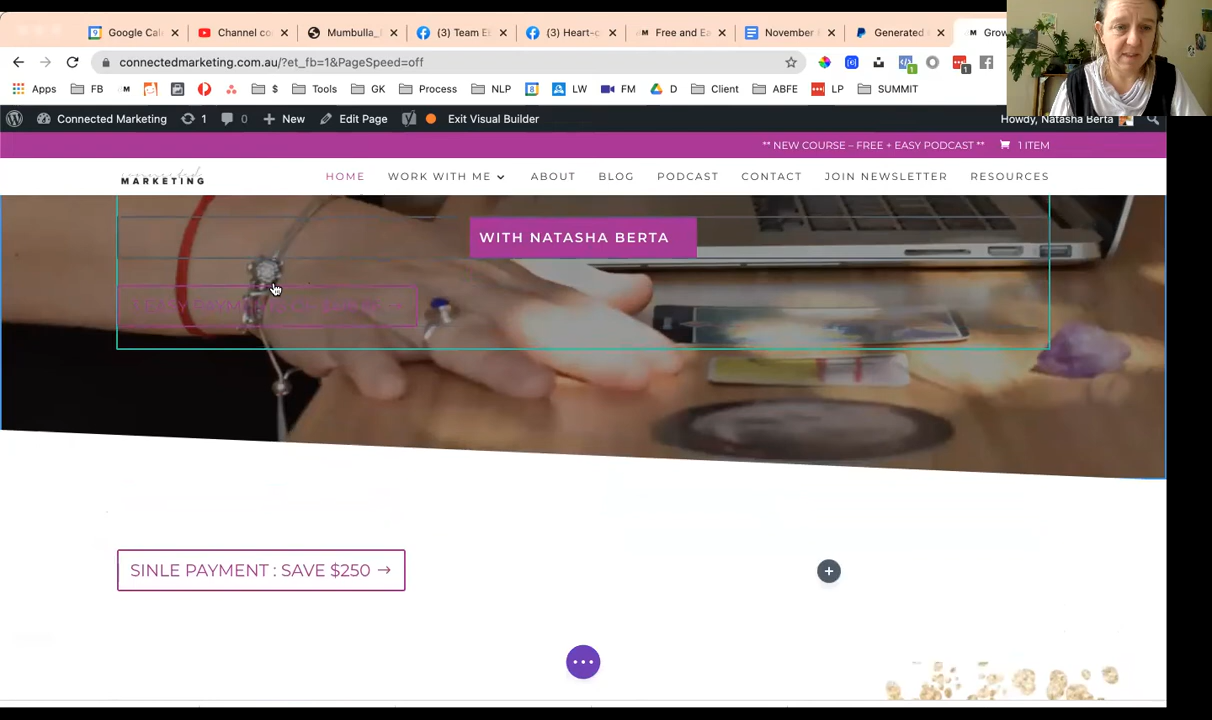 Google Cal
Channel co
Mumbulla_
(3) Team E
(3) Heart-c
Free and Ea
November
Generated
Grow
connectedmarketing.com.au/?et_fb=1&PageSpeed=off
Apps
FB
$
Tools
GK
Process
NLP
LW
FM
D
Client
ABFE
LP
SUMMIT
Connected Marketing
1
0
New
Edit Page
Exit Visual Builder
Howdy, Natasha Berta
** NEW COURSE – FREE + EASY PODCAST **
1 ITEM
MARKETING
HOME
WORK WITH ME
ABOUT
BLOG
PODCAST
CONTACT
JOIN NEWSLETTER
RESOURCES
WITH NATASHA BERTA
SINLE PAYMENT : SAVE $250 →